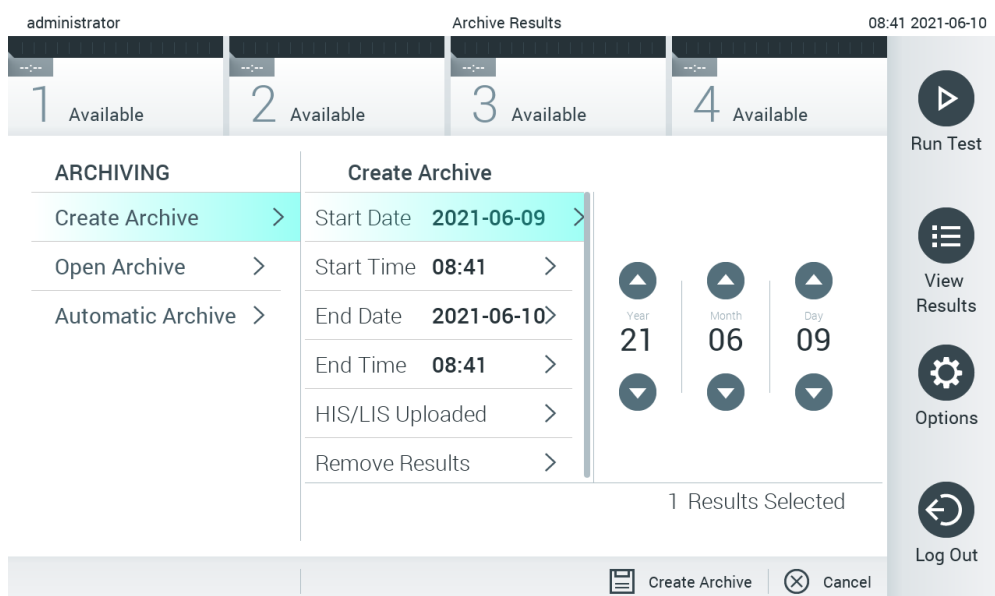 administrator Archive Results 08:41 2021-06-10
--:-- --:-- --:-- --:--
1 Available 2 Available 3 Available 4 Available
Run Test
ARCHIVING
Create Archive
Open Archive
Automatic Archive
Create Archive
Start Date 2021-06-09
Start Time 08:41
End Date 2021-06-10
End Time 08:41
HIS/LIS Uploaded
Remove Results
Year Month Day
21 06 09
1 Results Selected
View
Results
Options
Log Out
Create Archive Cancel